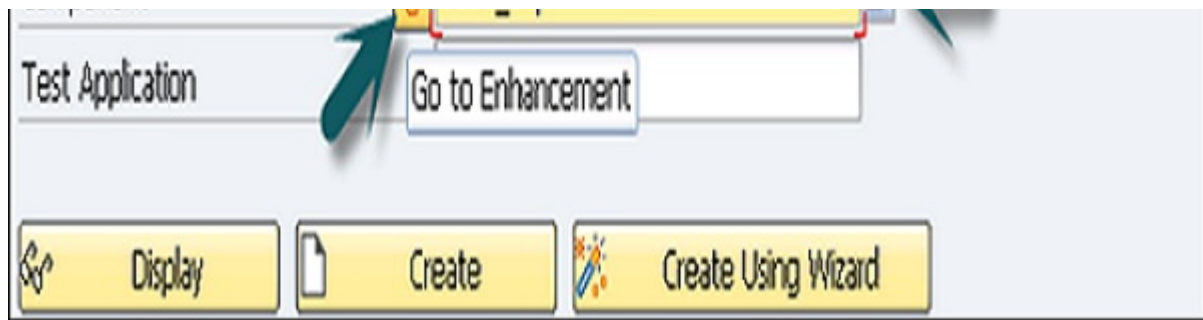 Test Application
Go to Enhancement
Display
Create
Create Using Wizard